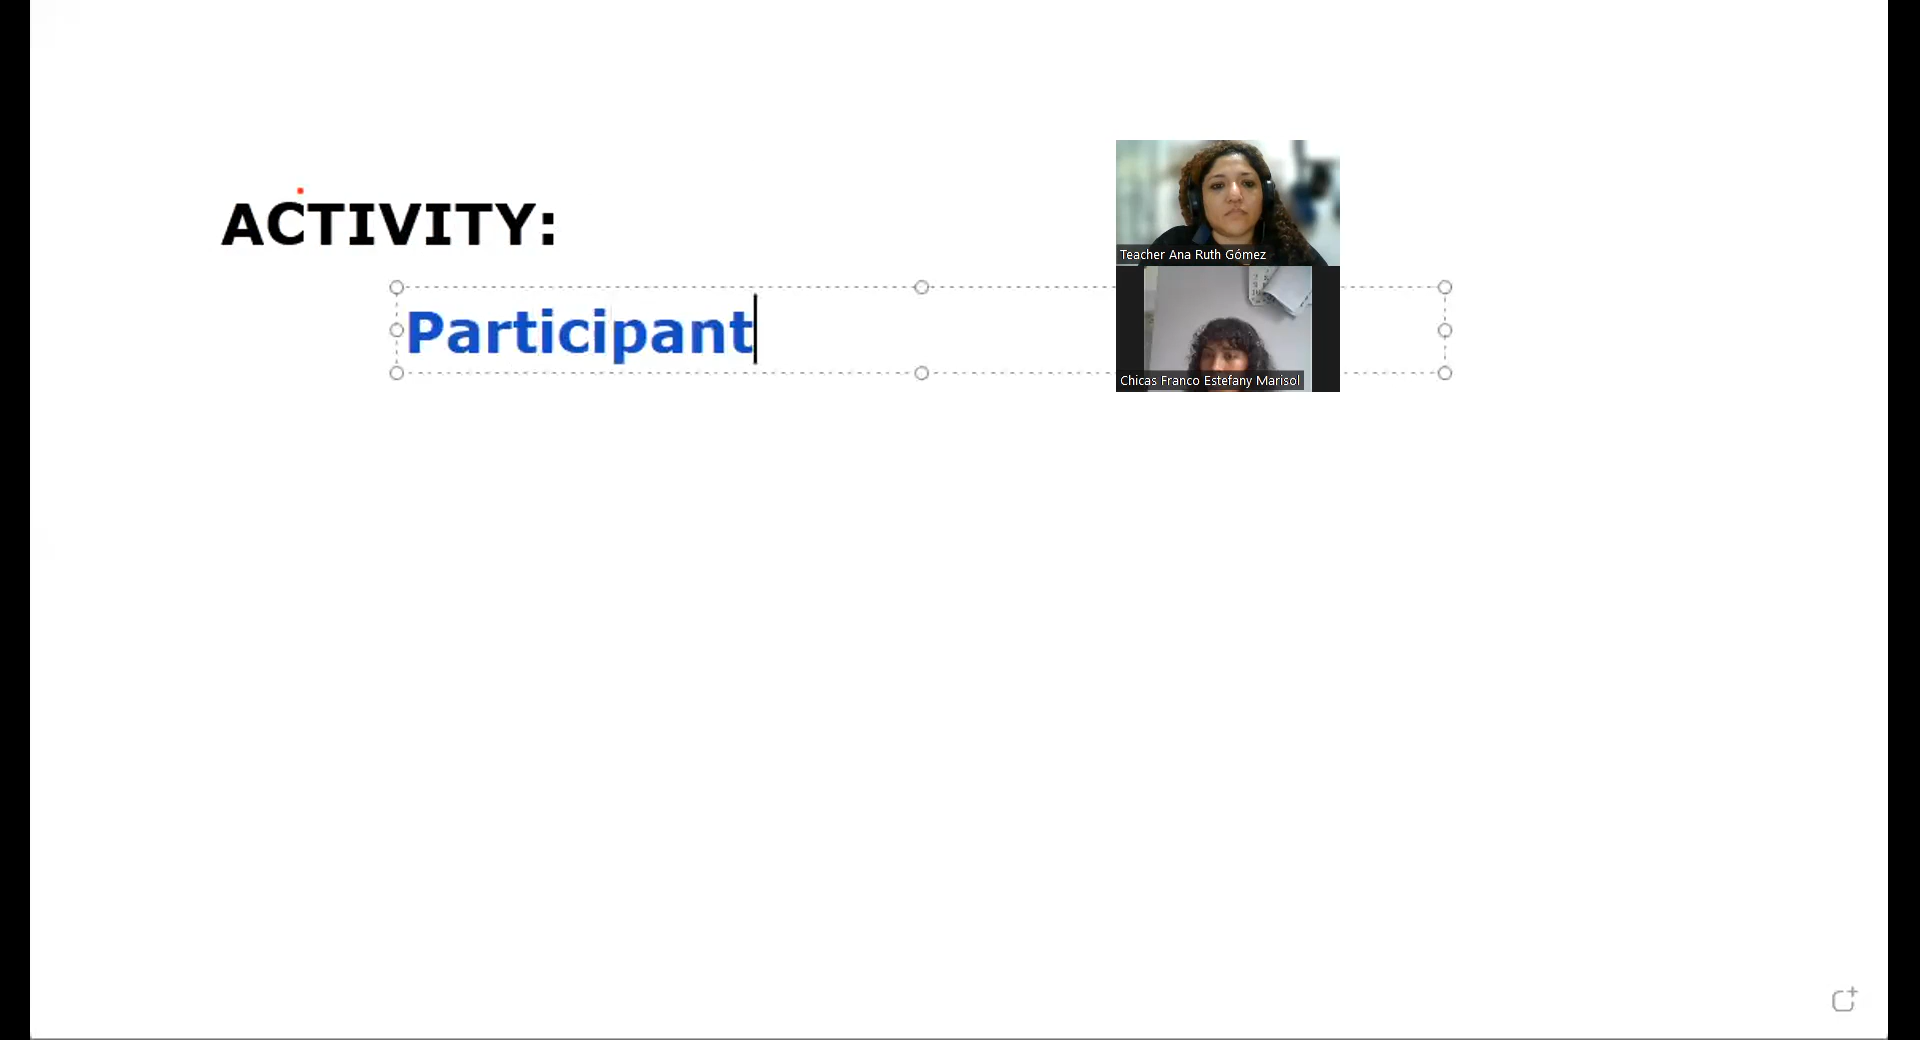 ACTIVITY:
Participant
Teacher Ana Ruth Gómez
Chicas Franco Estefany Marisol